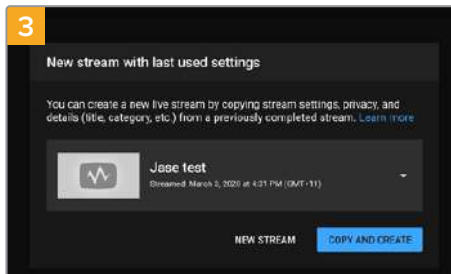 3
New stream with last used settings
You can create a new live stream by copying stream settings, privacy, and
details (title, category, etc.) from a previously completed stream. Learn more
Jase test
Streamed: March 3, 2020 at 4:31 PM (GMT+11)
NEW STREAM
COPY AND CREATE